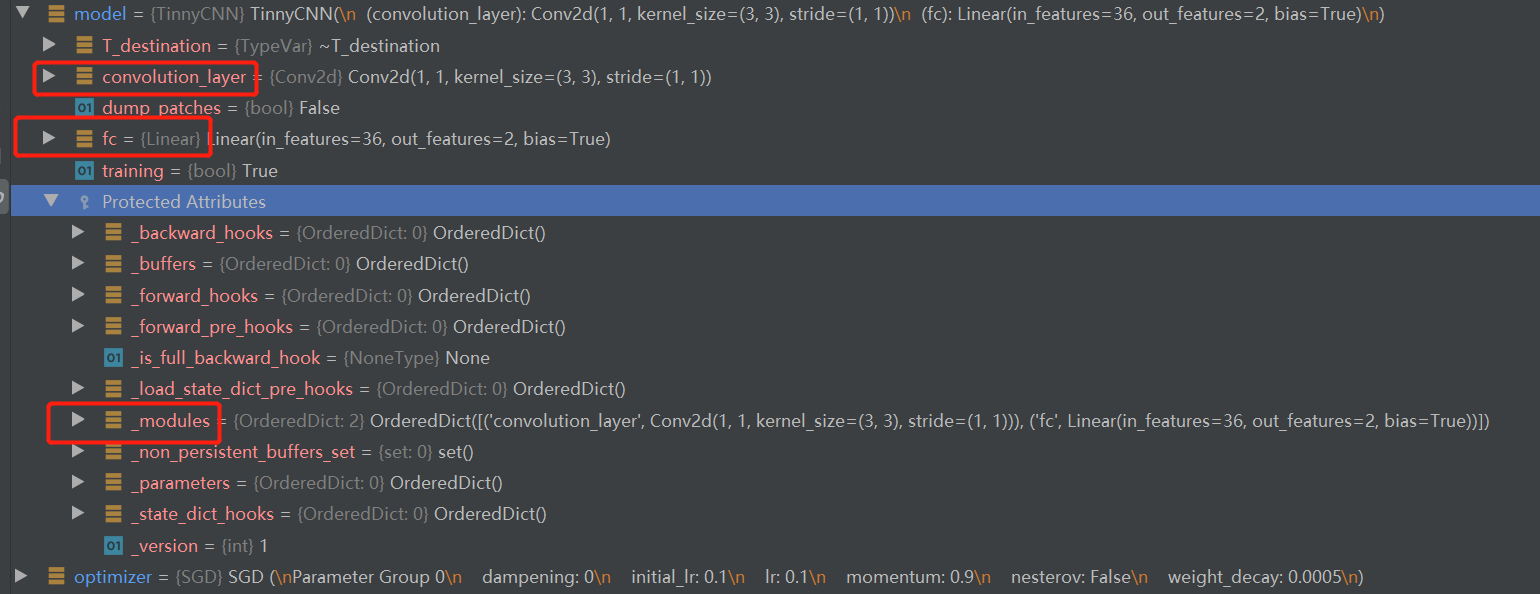 model = {TinnyCNN} TinnyCNN(\n (convolution_layer): Conv2d(1, 1, kernel_size=(3, 3), stride=(1, 1))\n (fc): Linear(in_features=36, out_features=2, bias=True)\n)
T_destination = {TypeVar} ~T_destination
convolution_layer = {Conv2d} Conv2d(1, 1, kernel_size=(3, 3), stride=(1, 1))
01 dump_patches = {bool} False
fc = {Linear} Linear(in_features=36, out_features=2, bias=True)
01 training = {bool} True
Protected Attributes
_backward_hooks = {OrderedDict: 0} OrderedDict()
_buffers = {OrderedDict: 0} OrderedDict()
_forward_hooks = {OrderedDict: 0} OrderedDict()
_forward_pre_hooks = {OrderedDict: 0} OrderedDict()
01 _is_full_backward_hook = {NoneType} None
_load_state_dict_pre_hooks = {OrderedDict: 0} OrderedDict()
_modules = {OrderedDict: 2} OrderedDict([('convolution_layer', Conv2d(1, 1, kernel_size=(3, 3), stride=(1, 1))), ('fc', Linear(in_features=36, out_features=2, bias=True))])
_non_persistent_buffers_set = {set: 0} set()
_parameters = {OrderedDict: 0} OrderedDict()
_state_dict_hooks = {OrderedDict: 0} OrderedDict()
01 _version = {int} 1
optimizer = {SGD} SGD (\nParameter Group 0\n    dampening: 0\n    initial_lr: 0.1\n    lr: 0.1\n    momentum: 0.9\n    nesterov: False\n    weight_decay: 0.0005\n)